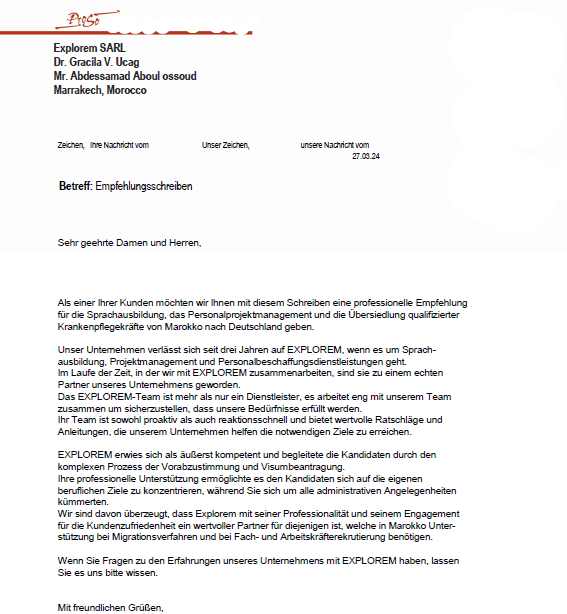 ProSo
Explorem SARL
Dr. Gracila V. Ucag
Mr. Abdessamad Aboul ossoud
Marrakech, Morocco
Zeichen, Ihre Nachricht vom Unser Zeichen, unsere Nachricht vom
27.03.24
Betreff: Empfehlungsschreiben
Sehr geehrte Damen und Herren,
Als einer Ihrer Kunden möchten wir Ihnen mit diesem Schreiben eine professionelle Empfehlung
für die Sprachausbildung, das Personalprojektmanagement und die Übersiedlung qualifizierter
Krankenpflegekräfte von Marokko nach Deutschland geben.
Unser Unternehmen verlässt sich seit drei Jahren auf EXPLOREM, wenn es um Sprach-
ausbildung, Projektmanagement und Personalbeschaffungsdienstleistungen geht.
Im Laufe der Zeit, in der wir mit EXPLOREM zusammenarbeiten, sind sie zu einem echten
Partner unseres Unternehmens geworden.
Das EXPLOREM-Team ist mehr als nur ein Dienstleister, es arbeitet eng mit unserem Team
zusammen um sicherzustellen, dass unsere Bedürfnisse erfüllt werden.
Ihr Team ist sowohl proaktiv als auch reaktionsschnell und bietet wertvolle Ratschläge und
Anleitungen, die unserem Unternehmen helfen die notwendigen Ziele zu erreichen.
EXPLOREM erwies sich als äußerst kompetent und begleitete die Kandidaten durch den
komplexen Prozess der Vorabzustimmung und Visumbeantragung.
Ihre professionelle Unterstützung ermöglichte es den Kandidaten sich auf die eigenen
beruflichen Ziele zu konzentrieren, während Sie sich um alle administrativen Angelegenheiten
kümmerten.
Wir sind davon überzeugt, dass Explorem mit seiner Professionalität und seinem Engagement
für die Kundenzufriedenheit ein wertvoller Partner für diejenigen ist, welche in Marokko Unter-
stützung bei Migrationsverfahren und bei Fach- und Arbeitskräfterekrutierung benötigen.
Wenn Sie Fragen zu den Erfahrungen unseres Unternehmens mit EXPLOREM haben, lassen
Sie es uns bitte wissen.
Mit freundlichen Grüßen,